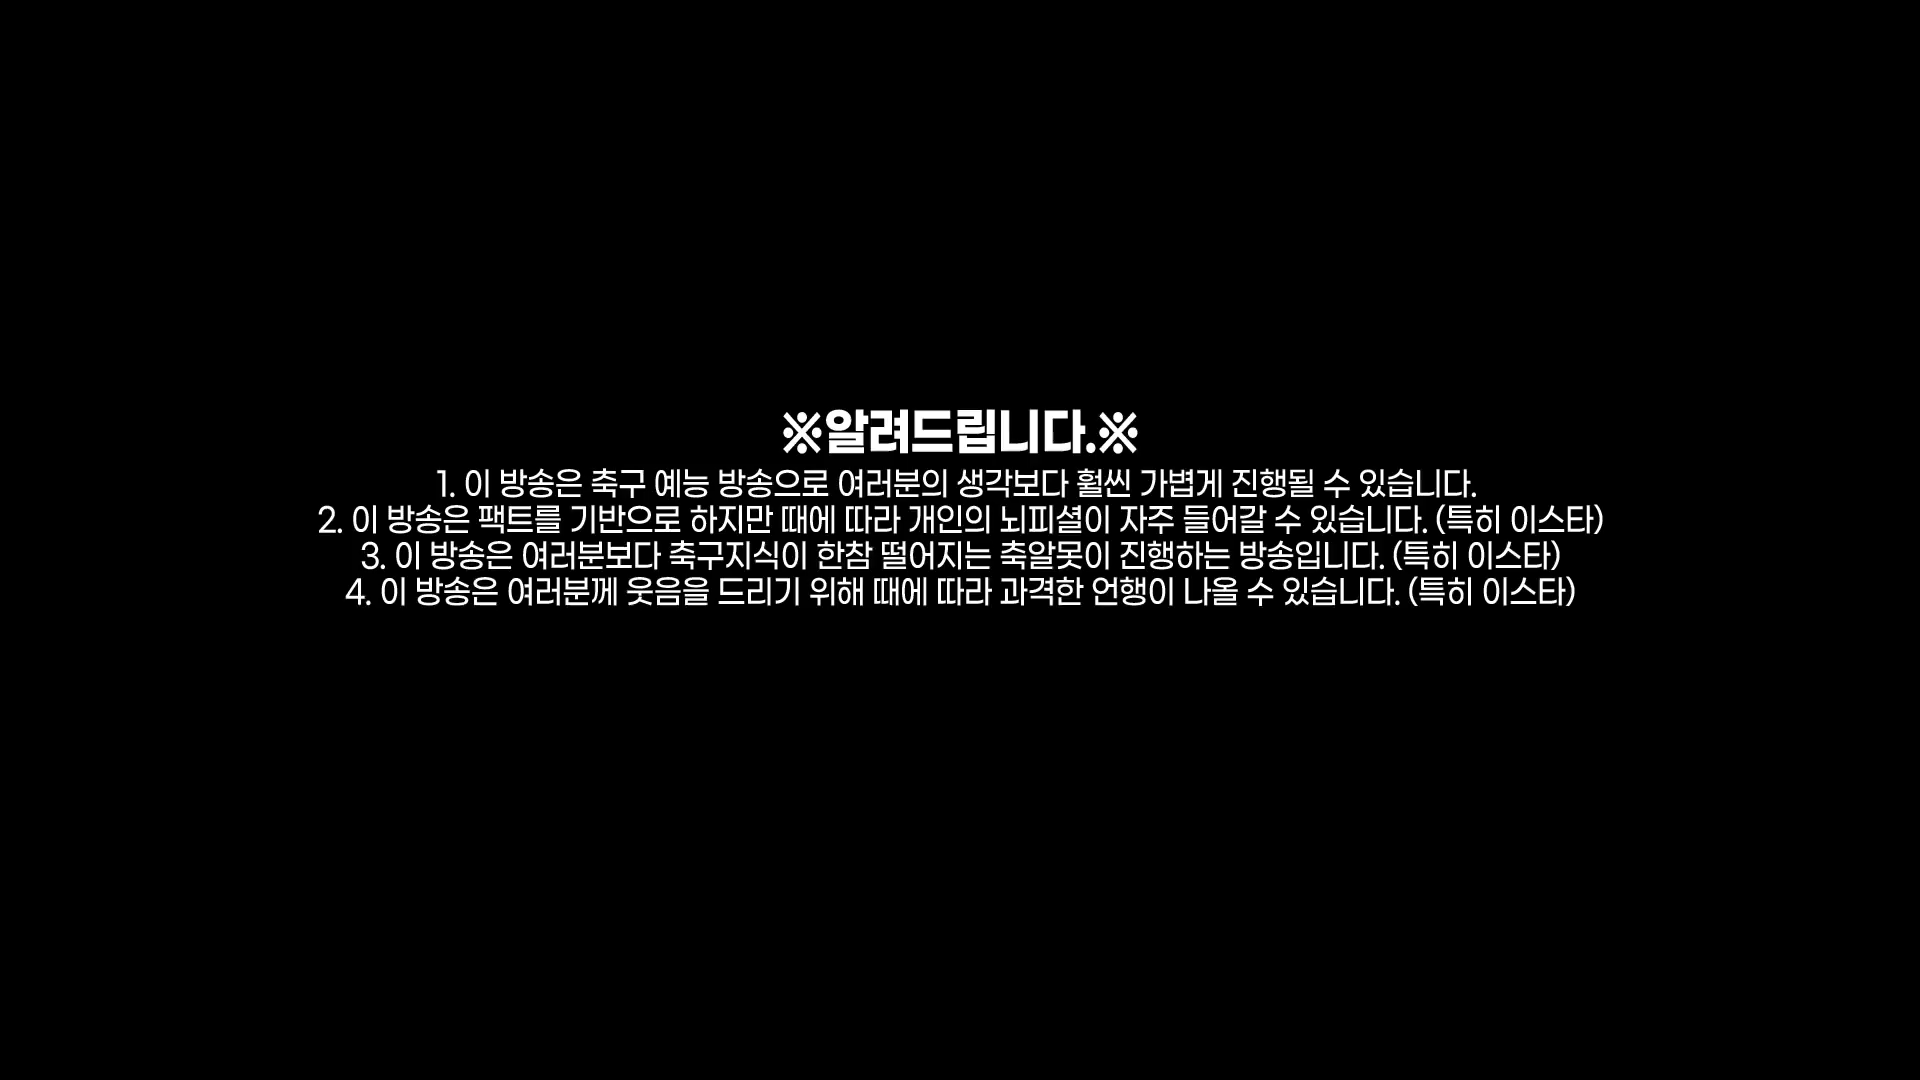 ※알려드립니다.※
1. 이 방송은 축구 예능 방송으로 여러분의 생각보다 훨씬 가볍게 진행될 수 있습니다.
2. 이 방송은 팩트를 기반으로 하지만 때에 따라 개인의 뇌피셜이 자주 들어갈 수 있습니다. (특히 이스타)
3. 이 방송은 여러분보다 축구지식이 한참 떨어지는 축알못이 진행하는 방송입니다. (특히 이스타)
4. 이 방송은 여러분께 웃음을 드리기 위해 때에 따라 과격한 언행이 나올 수 있습니다. (특히 이스타)